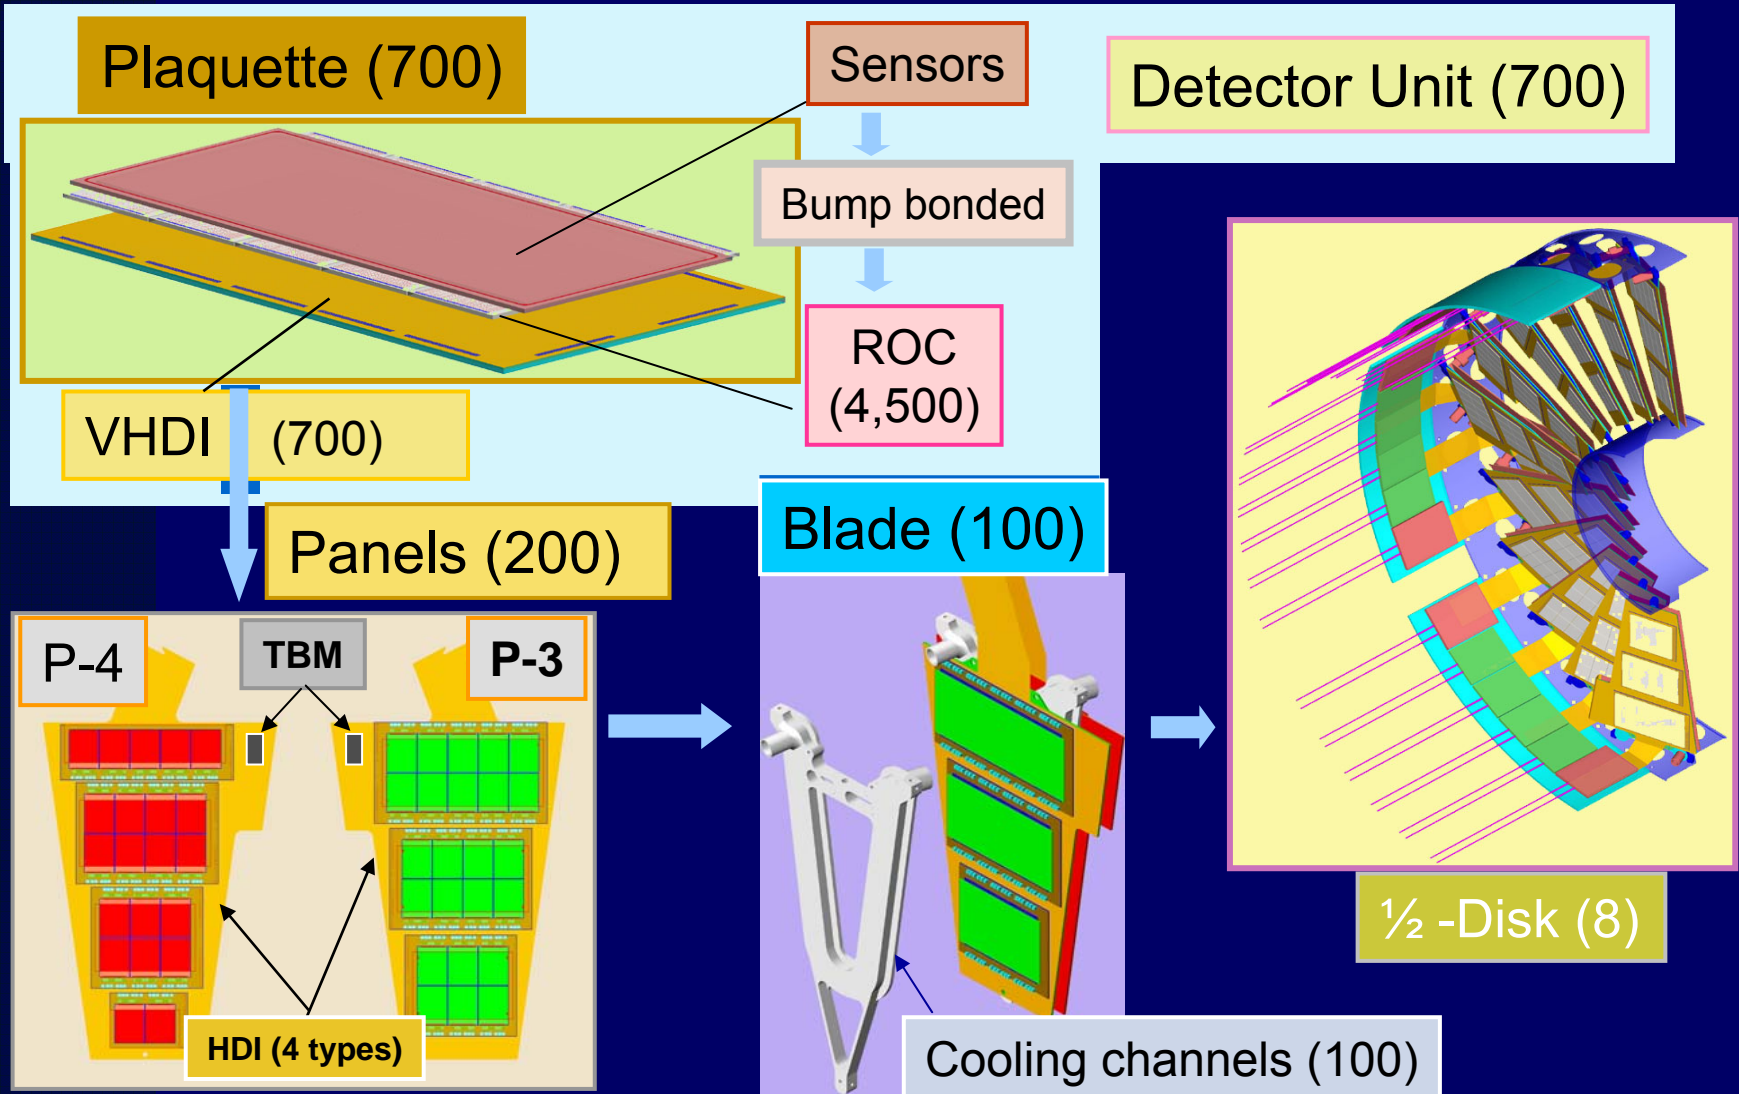 Plaquette (700)
Sensors
Detector Unit (700)
Bump bonded
ROC
(4,500)
VHDI (700)
Panels (200)
Blade (100)
P-4
TBM
P-3
HDI (4 types)
½ -Disk (8)
Cooling channels (100)